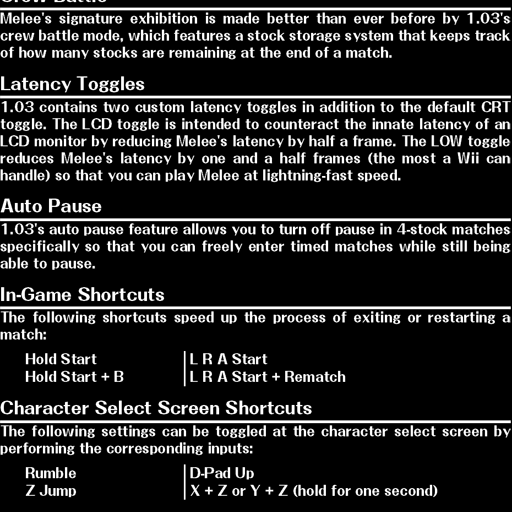 Crew Battle
Melee's signature exhibition is made better than ever before by 1.03's
crew battle mode, which features a stock storage system that keeps track
of how many stocks are remaining at the end of a match.
Latency Toggles
1.03 contains two custom latency toggles in addition to the default CRT
toggle. The LCD toggle is intended to counteract the innate latency of an
LCD monitor by reducing Melee's latency by half a frame. The LOW toggle
reduces Melee's latency by one and a half frames (the most a Wii can
handle) so that you can play Melee at lightning-fast speed.
Auto Pause
1.03's auto pause feature allows you to turn off pause in 4-stock matches
specifically so that you can freely enter timed matches while still being
able to pause.
In-Game Shortcuts
The following shortcuts speed up the process of exiting or restarting a
match:
Hold Start | L R A Start
Hold Start + B | L R A Start + Rematch
Character Select Screen Shortcuts
The following settings can be toggled at the character select screen by
performing the corresponding inputs:
Rumble | D-Pad Up
Z Jump | X + Z or Y + Z (hold for one second)